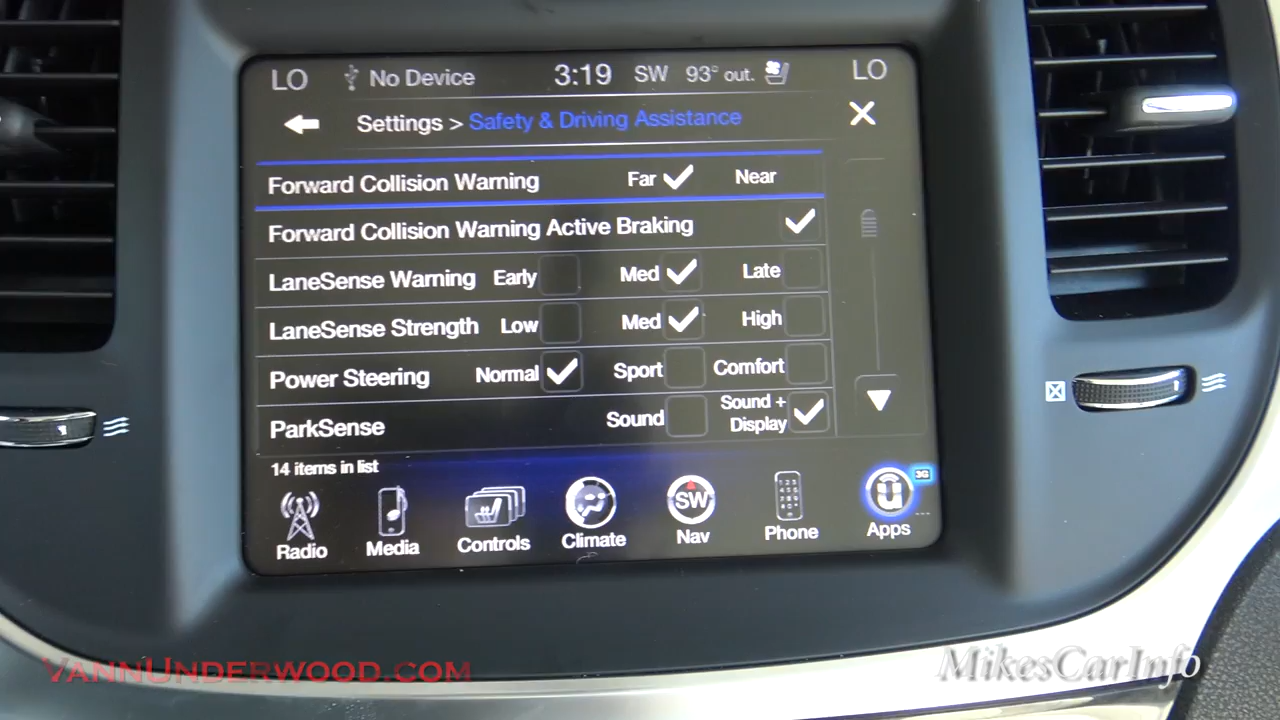 LO No Device 3:19 SW 93° out. LO
Settings > Safety & Driving Assistance
Forward Collision Warning Far Near
Forward Collision Warning Active Braking
LaneSense Warning Early Med Late
LaneSense Strength Low Med High
Power Steering Normal Sport Comfort
ParkSense Sound Sound +
Display
14 items in list
3G
SW
Radio Media Controls Climate Nav Phone Apps
VannUnderwood.com
MikesCarInfo